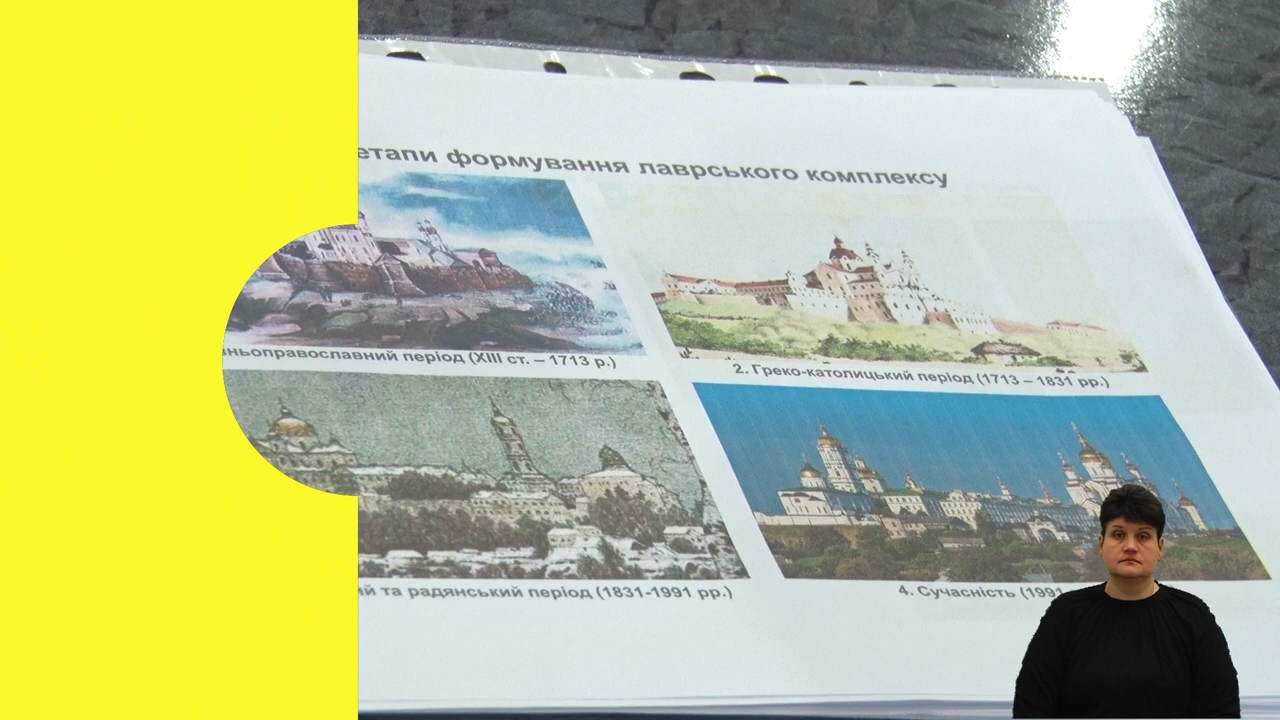 етапи формування лаврського комплексу
ньоправославний період (XIII ст. – 1713 р.)
2. Греко-католицький період (1713 – 1831 рр.)
ий та радянський період (1831-1991 рр.)
4. Сучасність (1991